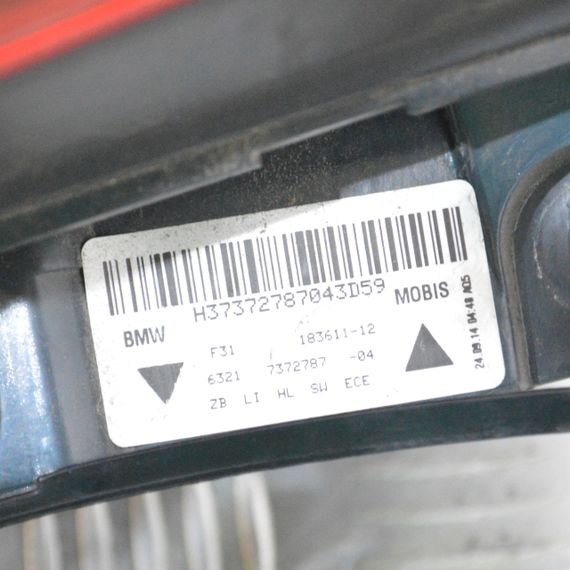 H37372787043D59
BMW
MOBIS
F31 183611-12
6321 7372787 -04
ZB LI HL SW ECE
24.09.14 04:48 A05